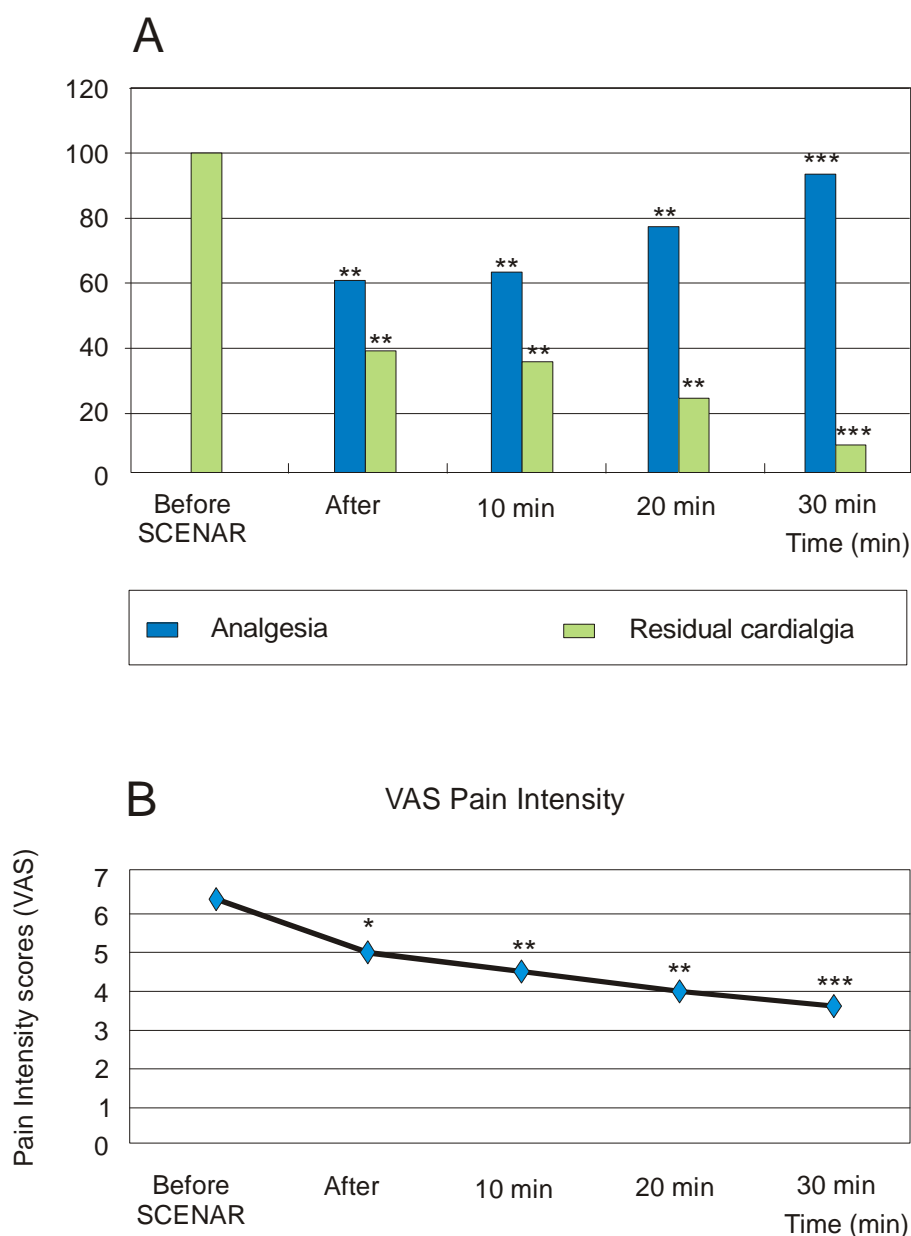 A
120
100
80
60
40
20
0
**
**
**
**
**
**
***
***
Before
SCENAR
After
10 min
20 min
30 min
Time (min)
Analgesia
Residual cardialgia
B
VAS Pain Intensity
Pain Intensity scores (VAS)
7
6
5
4
3
2
1
0
*
**
**
***
Before
SCENAR
After
10 min
20 min
30 min
Time (min)